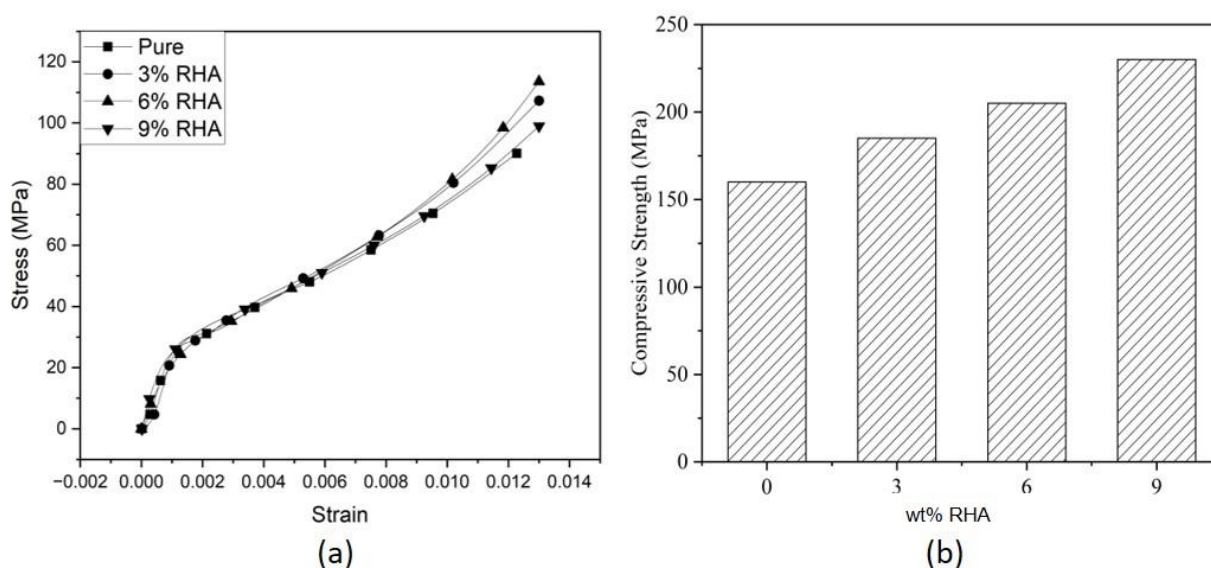 Pure
3% RHA
6% RHA
9% RHA
120
100
80
60
40
20
0
Stress (MPa)
−0.002 0.000 0.002 0.004 0.006 0.008 0.010 0.012 0.014
Strain
(a)
250
200
150
100
50
0
Compressive Strength (MPa)
0 3 6 9
wt% RHA
(b)